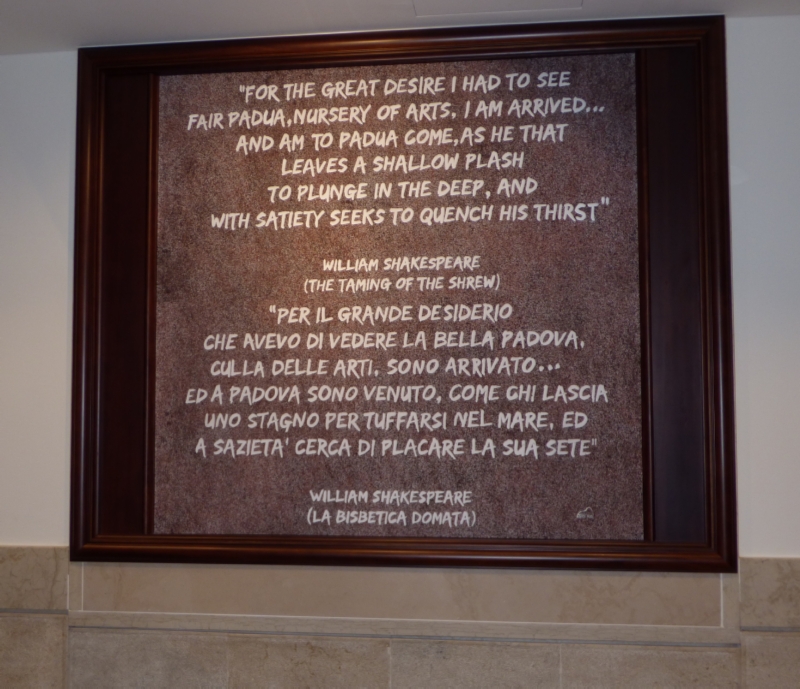 "FOR THE GREAT DESIRE I HAD TO SEE
FAIR PADUA,NURSERY OF ARTS. I AM ARRIVED...
AND AM TO PADUA COME,AS HE THAT
LEAVES A SHALLOW PLASH
TO PLUNGE IN THE DEEP, AND
WITH SATIETY SEEKS TO QUENCH HIS THIRST"
WILLIAM SHAKESPEARE
(THE TAMING OF THE SHREW)
"PER IL GRANDE DESIDERIO
CHE AVEVO DI VEDERE LA BELLA PADOVA,
CULLA DELLE ARTI, SONO ARRIVATO...
ED A PADOVA SONO VENUTO, COME CHI LASCIA
UNO STAGNO PER TUFFARSI NEL MARE, ED
A SAZIETA' CERCA DI PLACARE LA SUA SETE"
WILLIAM SHAKESPEARE
(LA BISBETICA DOMATA)